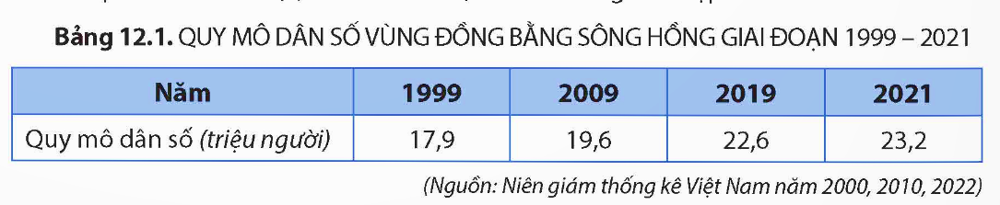 Bảng 12.1. QUY MÔ DÂN SỐ VÙNG ĐỒNG BẰNG SÔNG HỒNG GIAI ĐOẠN 1999 – 2021
Năm 1999 2009 2019 2021
Quy mô dân số (triệu người) 17,9 19,6 22,6 23,2
(Nguồn: Niên giám thống kê Việt Nam năm 2000, 2010, 2022)